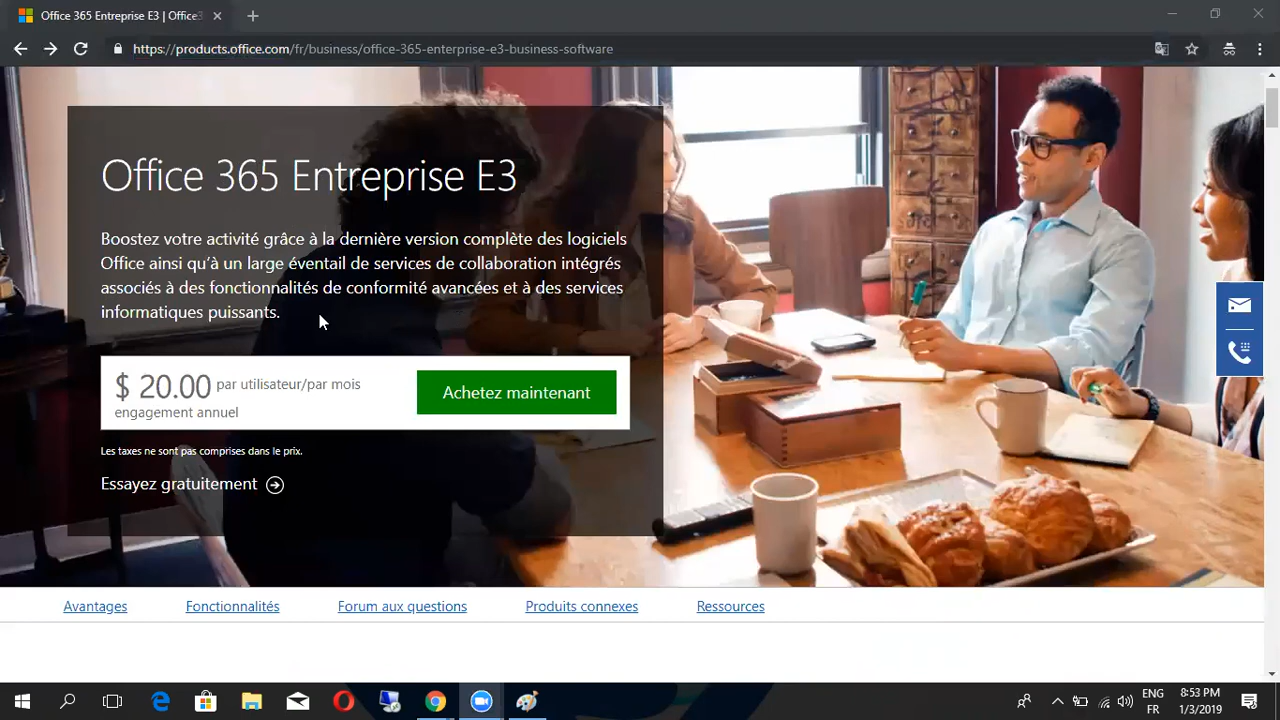 Office 365 Entreprise E3 | Office3
https://products.office.com/fr/business/office-365-enterprise-e3-business-software
Office 365 Entreprise E3
Boostez votre activité grâce à la dernière version complète des logiciels
Office ainsi qu'à un large éventail de services de collaboration intégrés
associés à des fonctionnalités de conformité avancées et à des services
informatiques puissants.
$ 20.00 par utilisateur/par mois
engagement annuel
Achetez maintenant
Les taxes ne sont pas comprises dans le prix.
Essayez gratuitement
Avantages
Fonctionnalités
Forum aux questions
Produits connexes
Ressources
ENG
FR
8:53 PM
1/3/2019